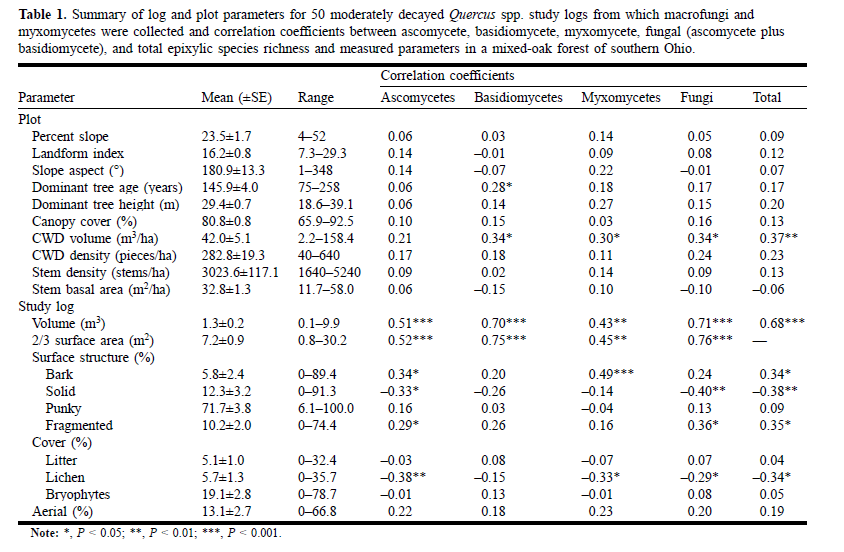 Table 1. Summary of log and plot parameters for 50 moderately decayed Quercus spp. study logs from which macrofungi and
myxomycetes were collected and correlation coefficients between ascomycete, basidiomycete, myxomycete, fungal (ascomycete plus
basidiomycete), and total epixylic species richness and measured parameters in a mixed-oak forest of southern Ohio.
Correlation coefficients
Parameter Mean (±SE) Range Ascomycetes Basidiomycetes Myxomycetes Fungi Total
Plot
Percent slope 23.5±1.7 4–52 0.06 0.03 0.14 0.05 0.09
Landform index 16.2±0.8 7.3–29.3 0.14 −0.01 0.09 0.08 0.12
Slope aspect (°) 180.9±13.3 1–348 0.14 −0.07 0.22 −0.01 0.07
Dominant tree age (years) 145.9±4.0 75–258 0.06 0.28* 0.18 0.17 0.17
Dominant tree height (m) 29.4±0.7 18.6–39.1 0.06 0.14 0.27 0.15 0.20
Canopy cover (%) 80.8±0.8 65.9–92.5 0.10 0.15 0.03 0.16 0.13
CWD volume (m³/ha) 42.0±5.1 2.2–158.4 0.21 0.34* 0.30* 0.34* 0.37**
CWD density (pieces/ha) 282.8±19.3 40–640 0.17 0.18 0.11 0.24 0.23
Stem density (stems/ha) 3023.6±117.1 1640–5240 0.09 0.02 0.14 0.09 0.13
Stem basal area (m²/ha) 32.8±1.3 11.7–58.0 0.06 −0.15 0.10 −0.10 −0.06
Study log
Volume (m³) 1.3±0.2 0.1–9.9 0.51*** 0.70*** 0.43** 0.71*** 0.68***
2/3 surface area (m²) 7.2±0.9 0.8–30.2 0.52*** 0.75*** 0.45** 0.76*** —
Surface structure (%)
Bark 5.8±2.4 0–89.4 0.34* 0.20 0.49*** 0.24 0.34*
Solid 12.3±3.2 0–91.3 −0.33* −0.26 −0.14 −0.40** −0.38**
Punky 71.7±3.8 6.1–100.0 0.16 0.03 −0.04 0.13 0.09
Fragmented 10.2±2.0 0–74.4 0.29* 0.26 0.16 0.36* 0.35*
Cover (%)
Litter 5.1±1.0 0–32.4 −0.03 0.08 −0.07 0.07 0.04
Lichen 5.7±1.3 0–35.7 −0.38** −0.15 −0.33* −0.29* −0.34*
Bryophytes 19.1±2.8 0–78.7 −0.01 0.13 −0.01 0.08 0.05
Aerial (%) 13.1±2.7 0–66.8 0.22 0.18 0.23 0.20 0.19
Note: *, P < 0.05; **, P < 0.01; ***, P < 0.001.